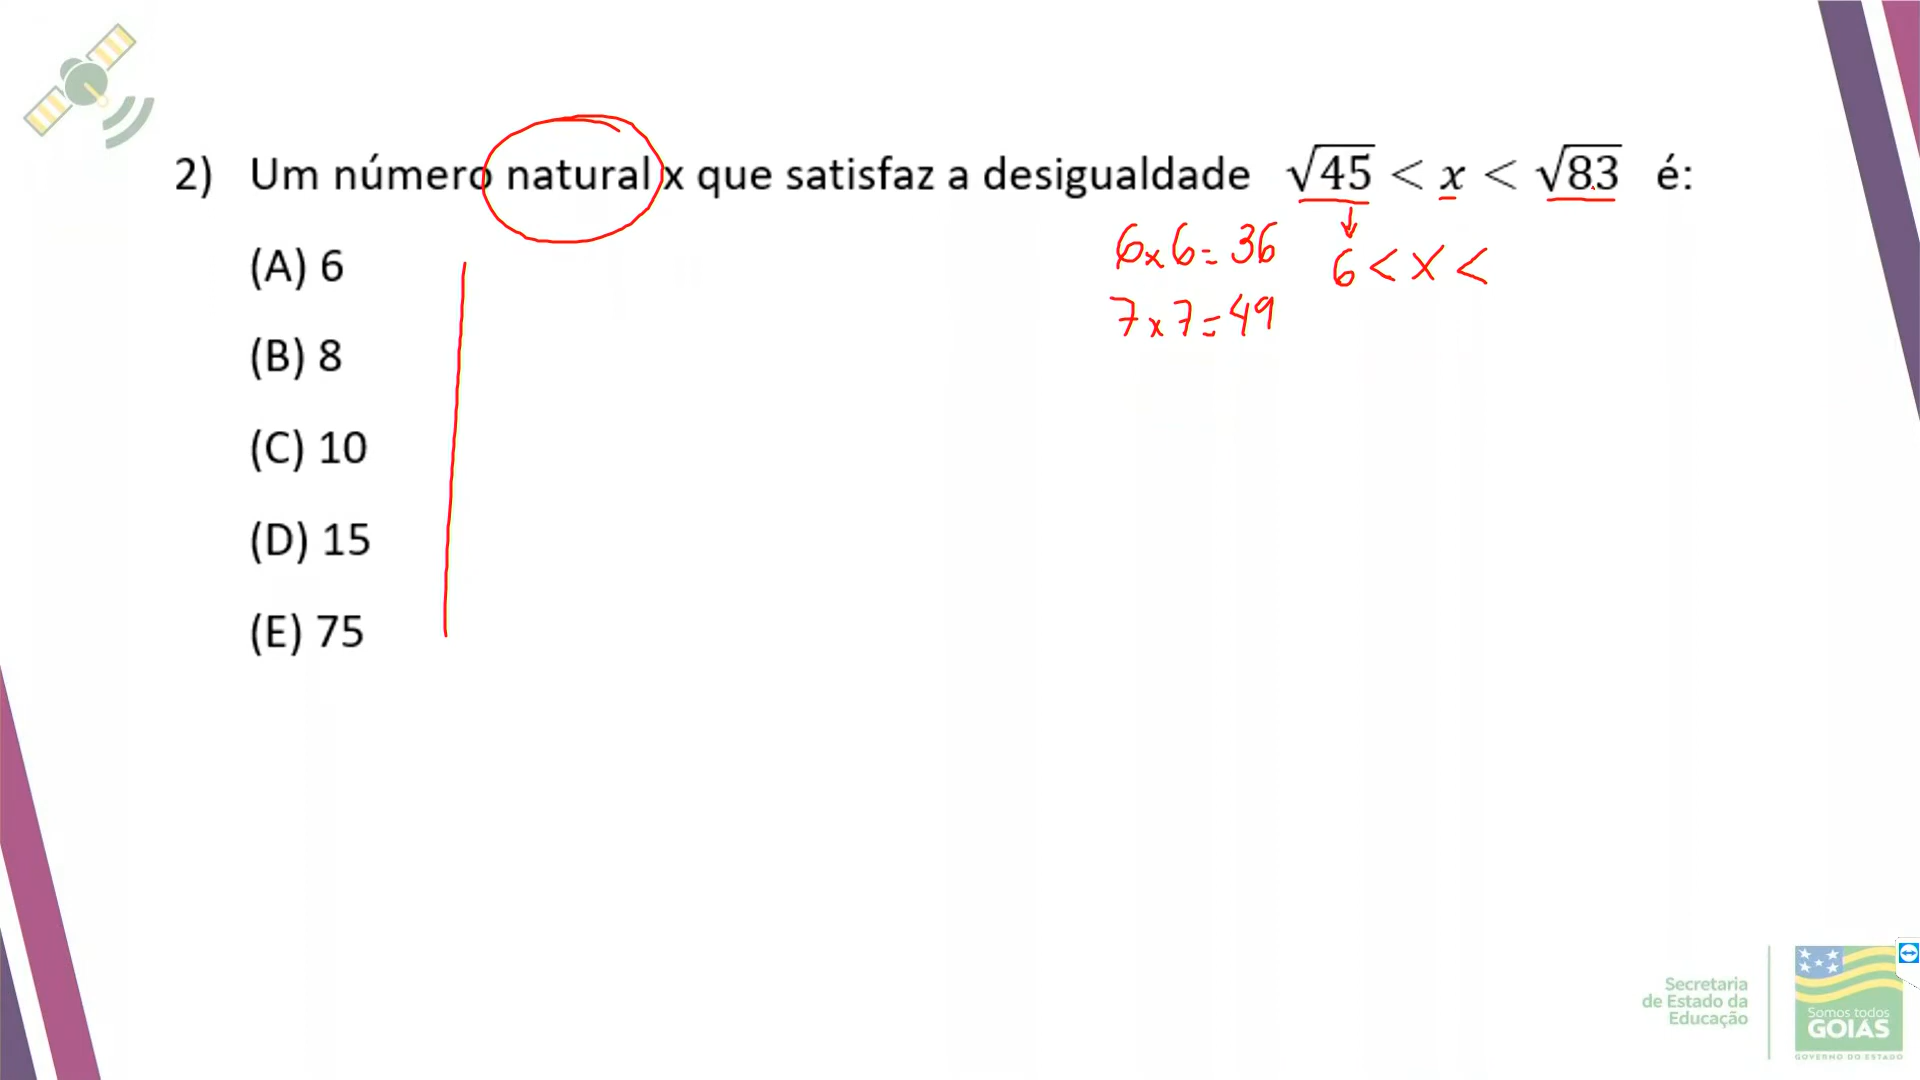 2) Um número natural x que satisfaz a desigualdade √45 < x < √83 é:
6x6=36
6<x<
7x7=49
(A) 6
(B) 8
(C) 10
(D) 15
(E) 75
Secretaria
de Estado da
Educação
Somos todos
GOIÁS
GOVERNO DO ESTADO